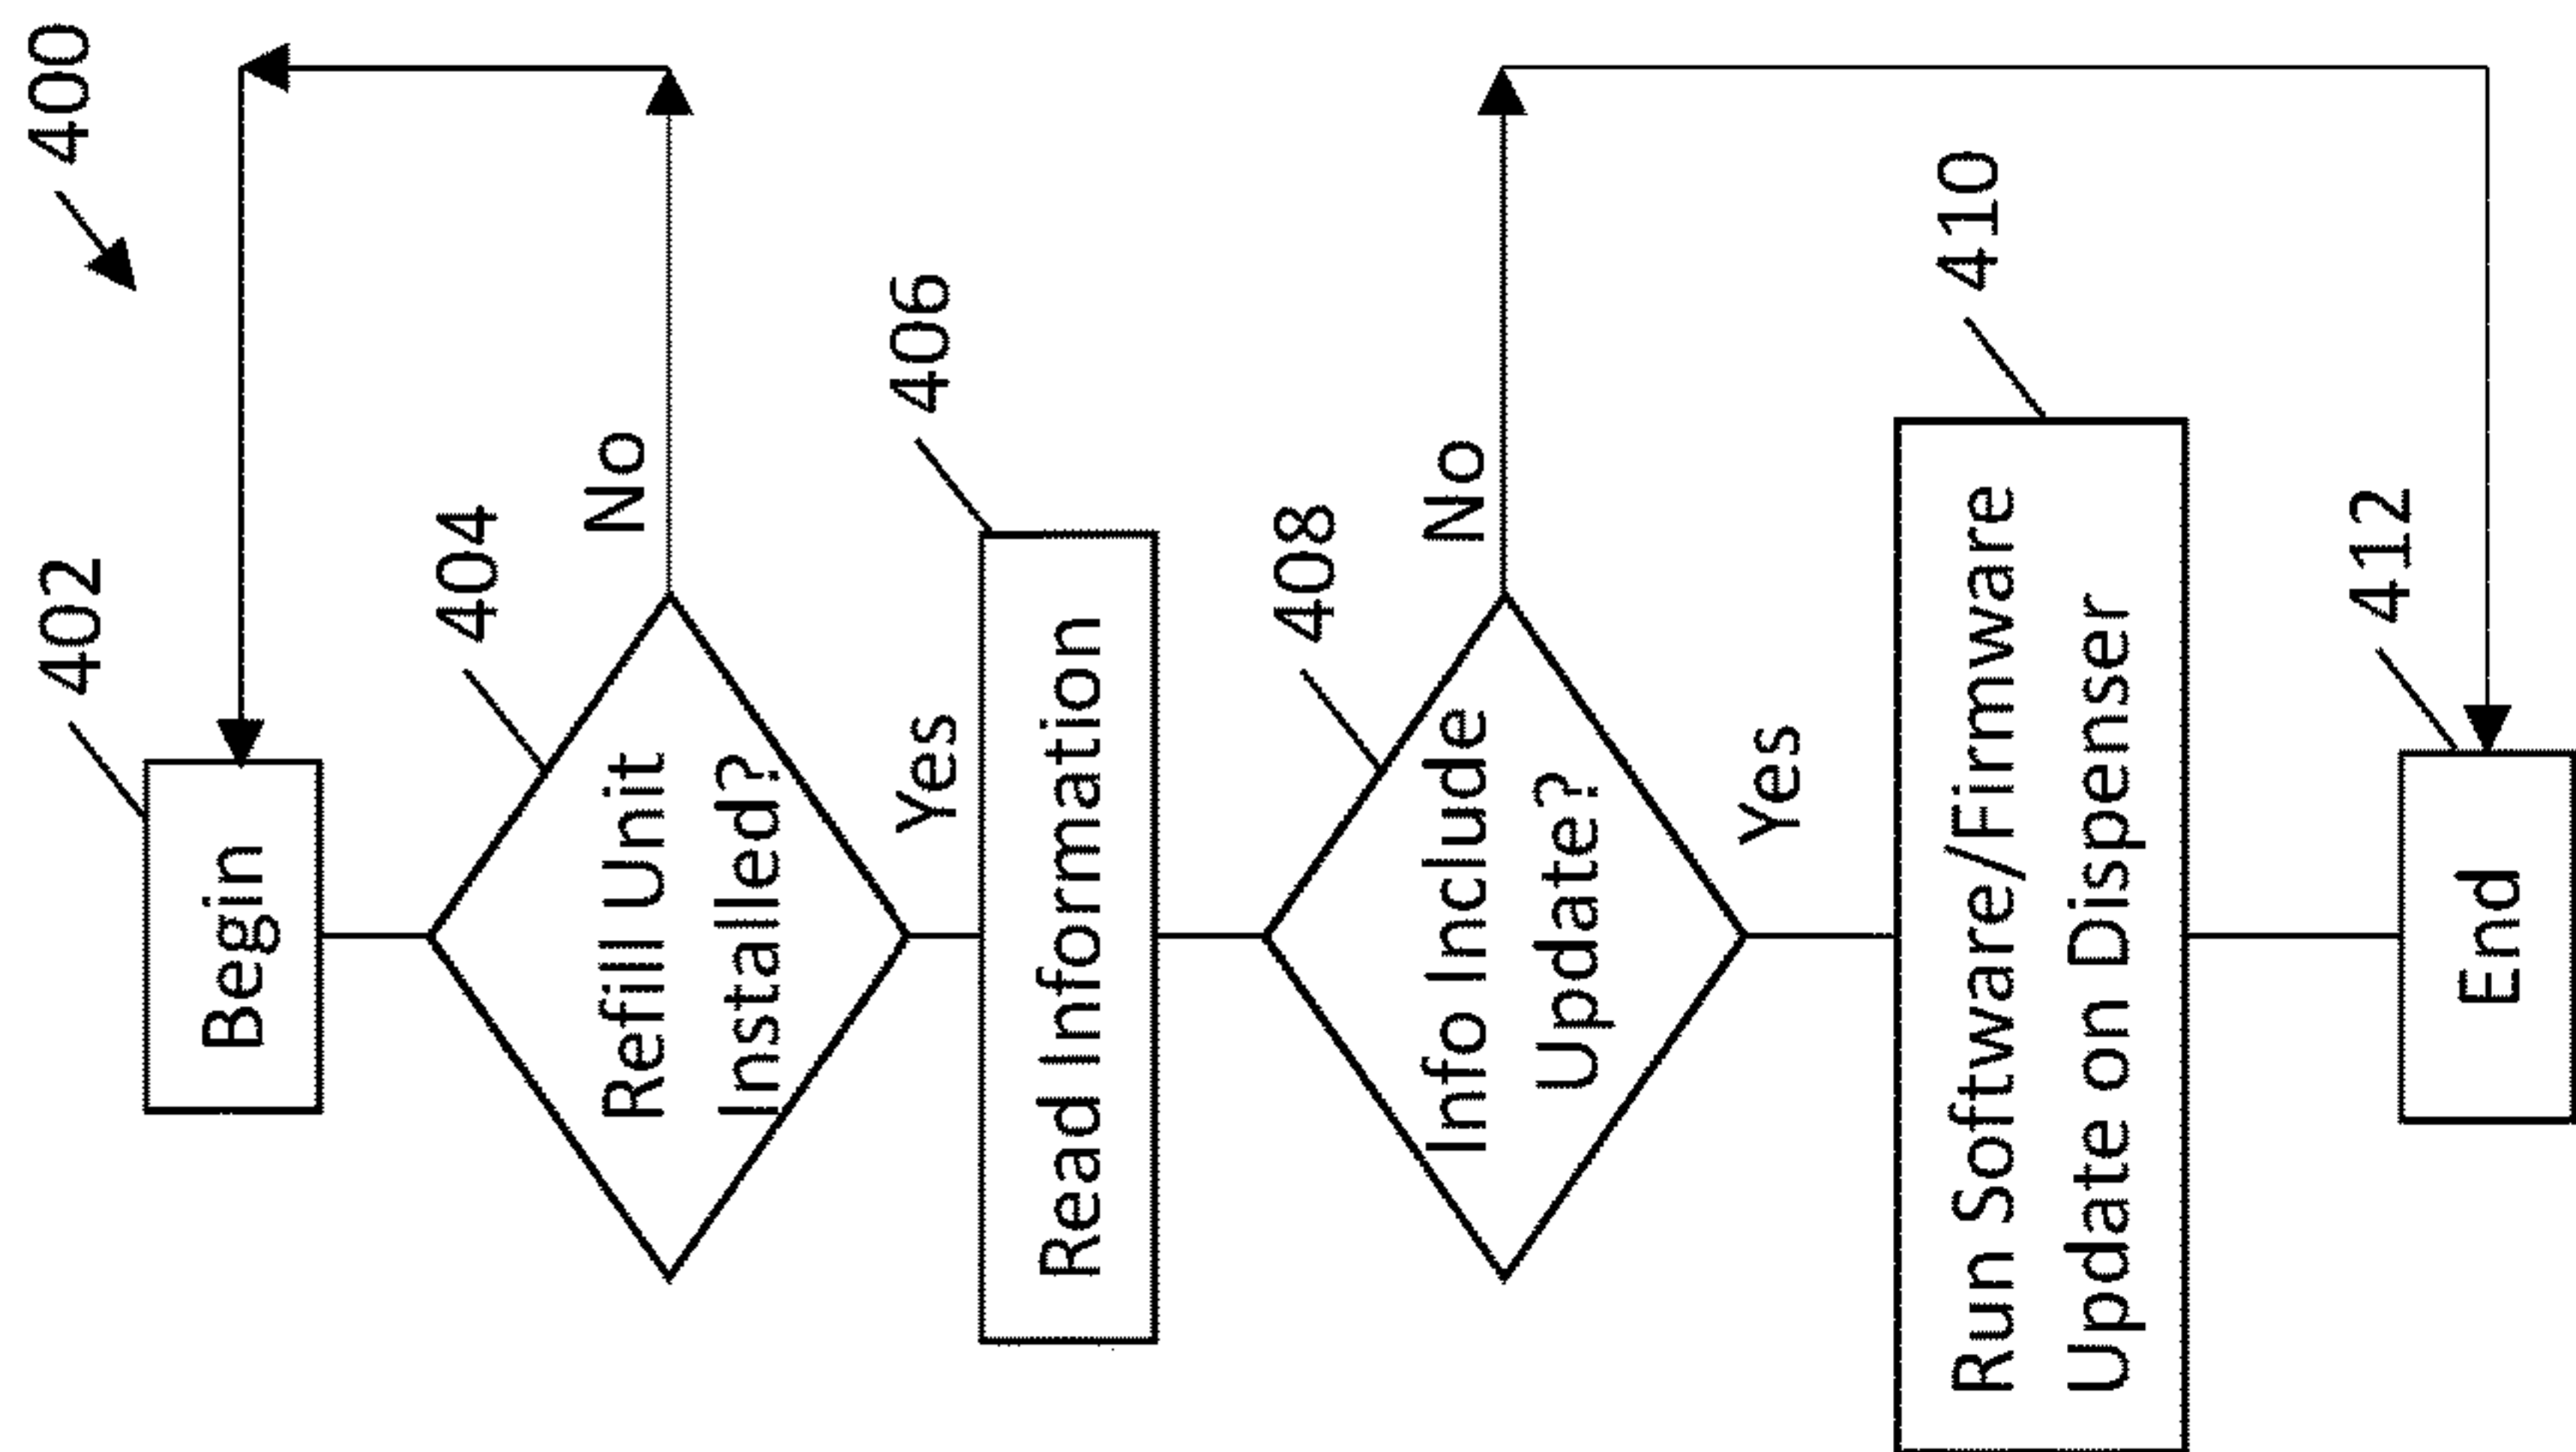 400
402
Begin
404
Refill Unit
Installed?
No
Yes
406
Read Information
408
Info Include
Update?
No
Yes
410
Run Software/Firmware
Update on Dispenser
412
End